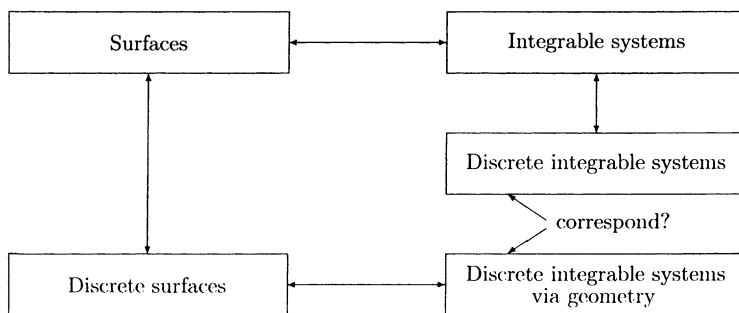 Surfaces
Integrable systems
Discrete integrable systems
correspond?
Discrete surfaces
Discrete integrable systems
via geometry